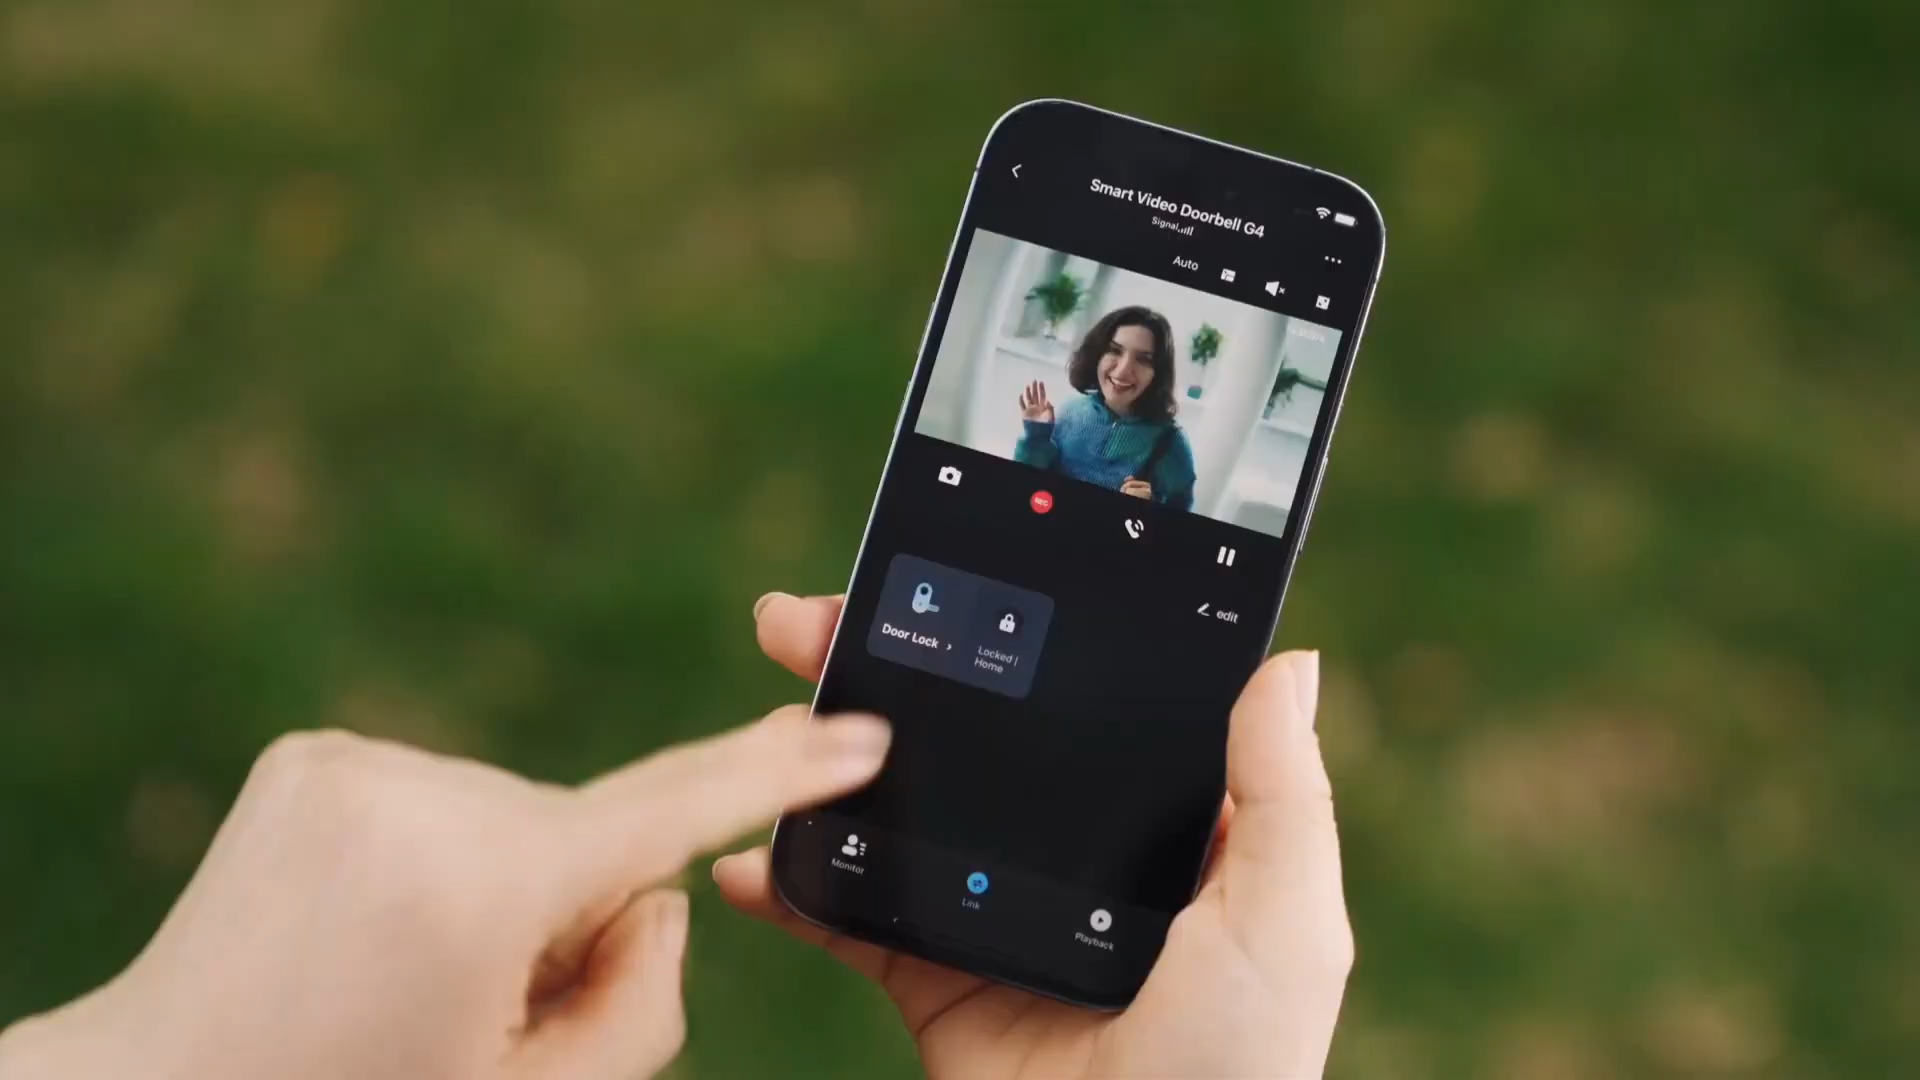 Smart Video Doorbell G4
Signal
Auto
REC
edit
Door Lock
Locked |
Home
Monitor
Link
Playback